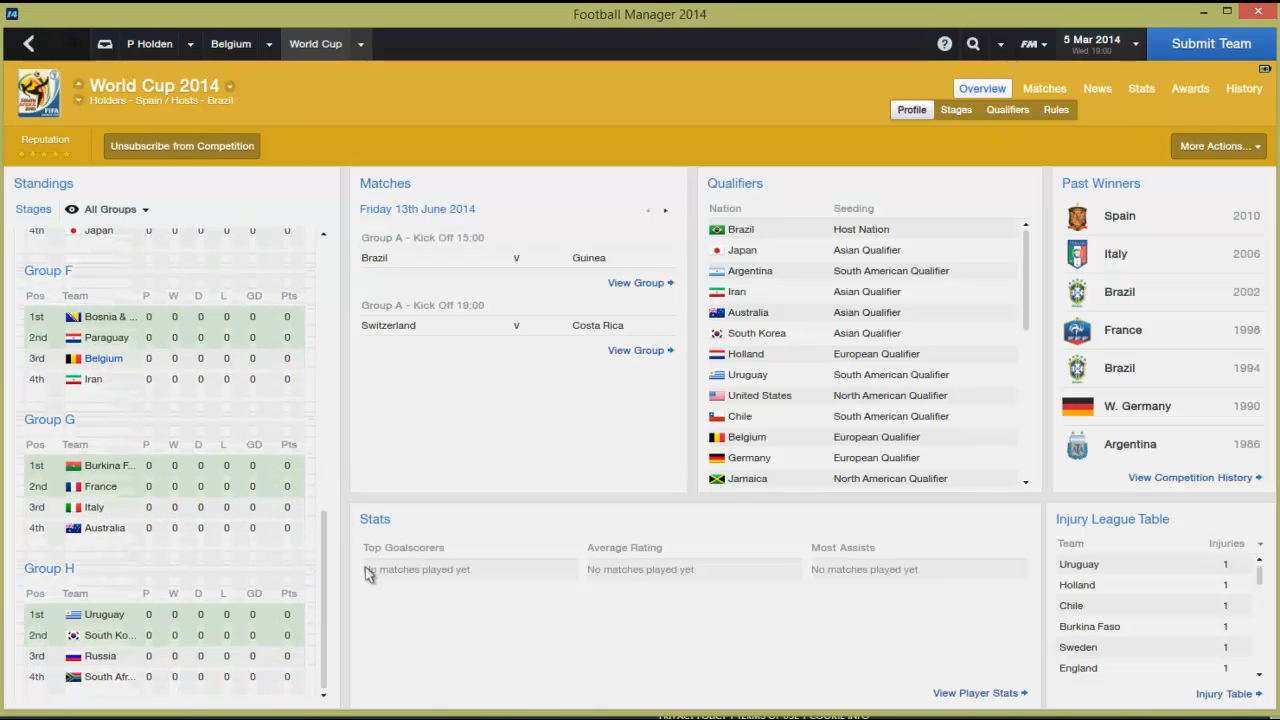 Football Manager 2014
P Holden
Belgium
World Cup
5 Mar 2014
Wed 19:00
Submit Team
World Cup 2014
Holders - Spain / Hosts - Brazil
Overview Matches News Stats Awards History
Profile Stages Qualifiers Rules
Reputation
Unsubscribe from Competition
More Actions...
Standings
Stages All Groups
4th Japan 0 0 0 0 0 0
Group F
Pos Team P W D L GD Pts
1st Bosnia & ... 0 0 0 0 0 0
2nd Paraguay 0 0 0 0 0 0
3rd Belgium 0 0 0 0 0 0
4th Iran 0 0 0 0 0 0
Group G
Pos Team P W D L GD Pts
1st Burkina F... 0 0 0 0 0 0
2nd France 0 0 0 0 0 0
3rd Italy 0 0 0 0 0 0
4th Australia 0 0 0 0 0 0
Group H
Pos Team P W D L GD Pts
1st Uruguay 0 0 0 0 0 0
2nd South Ko... 0 0 0 0 0 0
3rd Russia 0 0 0 0 0 0
4th South Afr... 0 0 0 0 0 0
Matches
Friday 13th June 2014
Group A - Kick Off 15:00
Brazil v Guinea
View Group
Group A - Kick Off 19:00
Switzerland v Costa Rica
View Group
Qualifiers
Nation Seeding
Brazil Host Nation
Japan Asian Qualifier
Argentina South American Qualifier
Iran Asian Qualifier
Australia Asian Qualifier
South Korea Asian Qualifier
Holland European Qualifier
Uruguay South American Qualifier
United States North American Qualifier
Chile South American Qualifier
Belgium European Qualifier
Germany European Qualifier
Jamaica North American Qualifier
Past Winners
Spain 2010
Italy 2006
Brazil 2002
France 1998
Brazil 1994
W. Germany 1990
Argentina 1986
View Competition History
Stats
Top Goalscorers Average Rating Most Assists
No matches played yet No matches played yet No matches played yet
View Player Stats
Injury League Table
Team Injuries
Uruguay 1
Holland 1
Chile 1
Burkina Faso 1
Sweden 1
England 1
Injury Table
PRIVACY POLICY | TERMS OF USE | COOKIE INFO